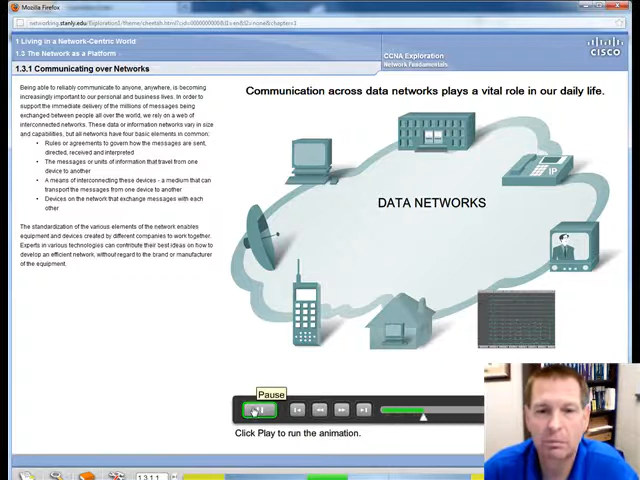 Mozilla Firefox
1 Living in a Network-Centric World
1.3 The Network as a Platform
1.3.1 Communicating over Networks
CCNA Exploration
Network Fundamentals
CISCO
Being able to reliably communicate to anyone, anywhere, is becoming
increasingly important to our personal and business lives. In order to
support the immediate delivery of the millions of messages being
exchanged between people all over the world, we rely on a web of
interconnected networks. These data or information networks vary in size
and capabilities, but all networks have four basic elements in common:
• Rules or agreements to govern how the messages are sent,
directed, received and interpreted
• The messages or units of information that travel from one
device to another
• A means of interconnecting these devices - a medium that can
transport the messages from one device to another
• Devices on the network that exchange messages with each
other
The standardization of the various elements of the network enables
equipment and devices created by different companies to work together.
Experts in various technologies can contribute their best ideas on how to
develop an efficient network, without regard to the brand or manufacturer
of the equipment.
Communication across data networks plays a vital role in our daily life.
IP
DATA NETWORKS
Pause
Click Play to run the animation.
1.3.1.1